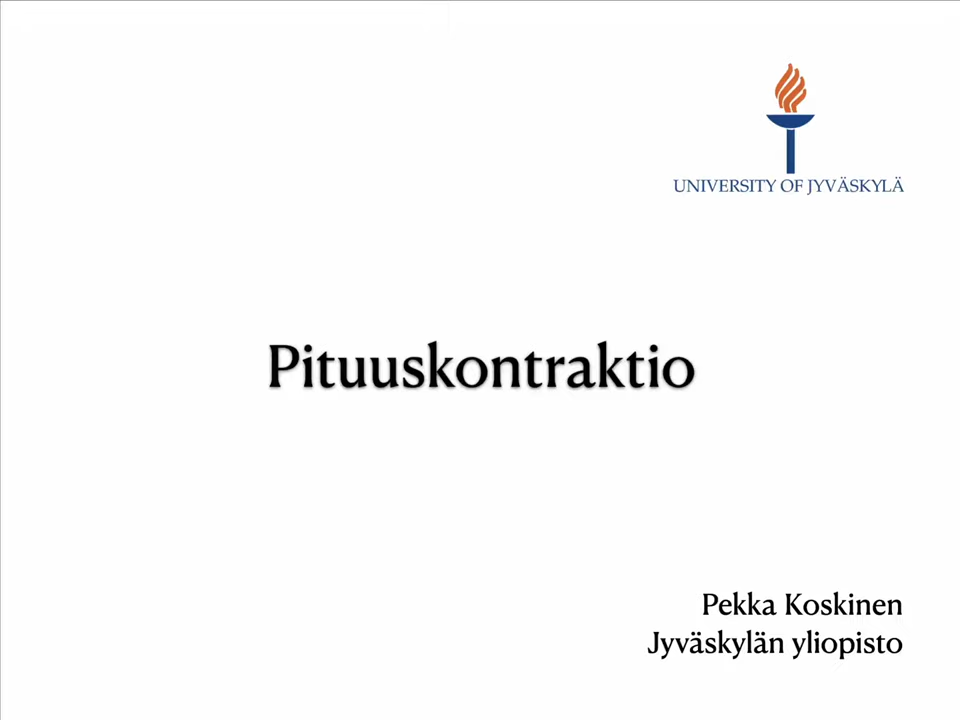 UNIVERSITY OF JYVÄSKYLÄ
Pituuskontraktio
Pekka Koskinen
Jyväskylän yliopisto